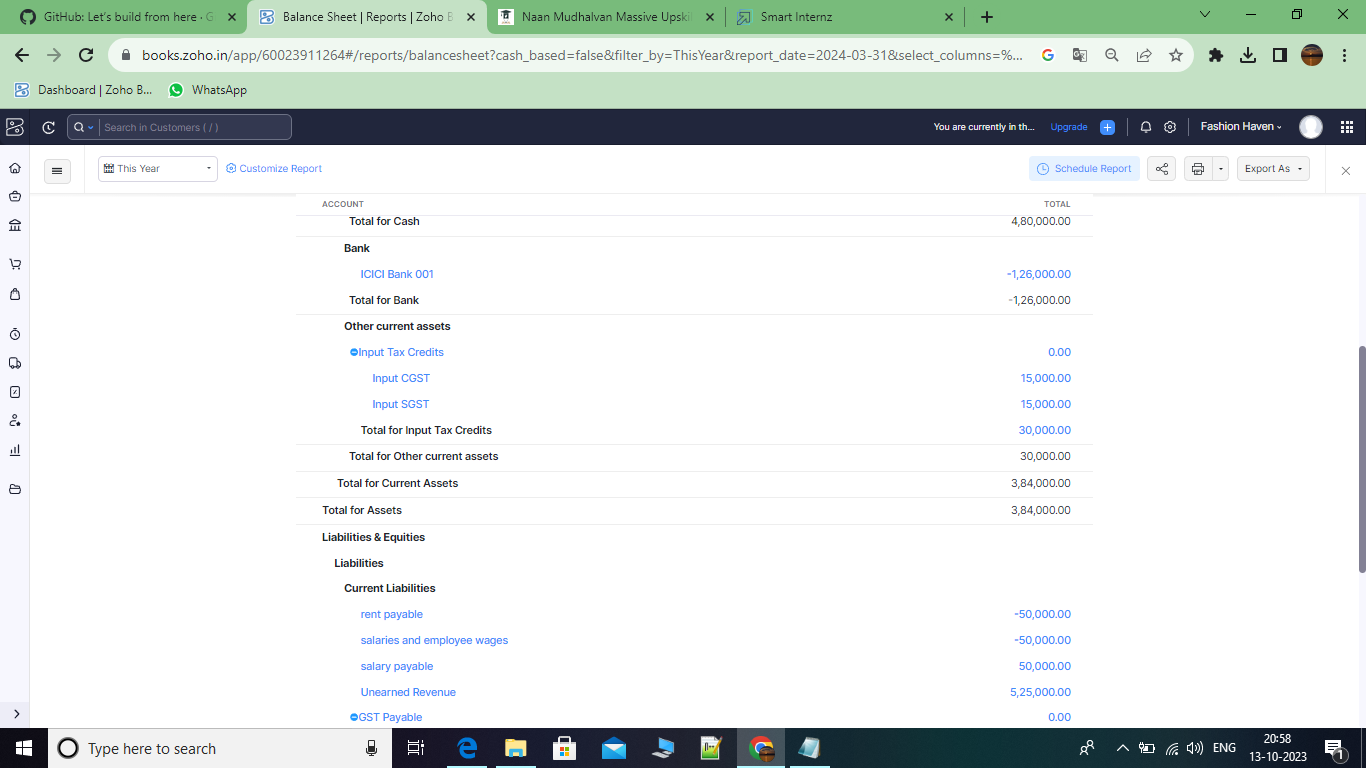 GitHub: Let's build from here · G
Balance Sheet | Reports | Zoho B
Naan Mudhalvan Massive Upski
Smart Internz
books.zoho.in/app/60023911264#/reports/balancesheet?cash_based=false&filter_by=ThisYear&report_date=2024-03-31&select_columns=%...
Dashboard | Zoho B...
WhatsApp
Search in Customers ( / )
You are currently in th...
Upgrade
Fashion Haven
This Year
Customize Report
Schedule Report
Export As
ACCOUNT TOTAL
Total for Cash 4,80,000.00
Bank
ICICI Bank 001 -1,26,000.00
Total for Bank -1,26,000.00
Other current assets
Input Tax Credits 0.00
Input CGST 15,000.00
Input SGST 15,000.00
Total for Input Tax Credits 30,000.00
Total for Other current assets 30,000.00
Total for Current Assets 3,84,000.00
Total for Assets 3,84,000.00
Liabilities & Equities
Liabilities
Current Liabilities
rent payable -50,000.00
salaries and employee wages -50,000.00
salary payable 50,000.00
Unearned Revenue 5,25,000.00
GST Payable 0.00
Type here to search
ENG
20:58
13-10-2023
1